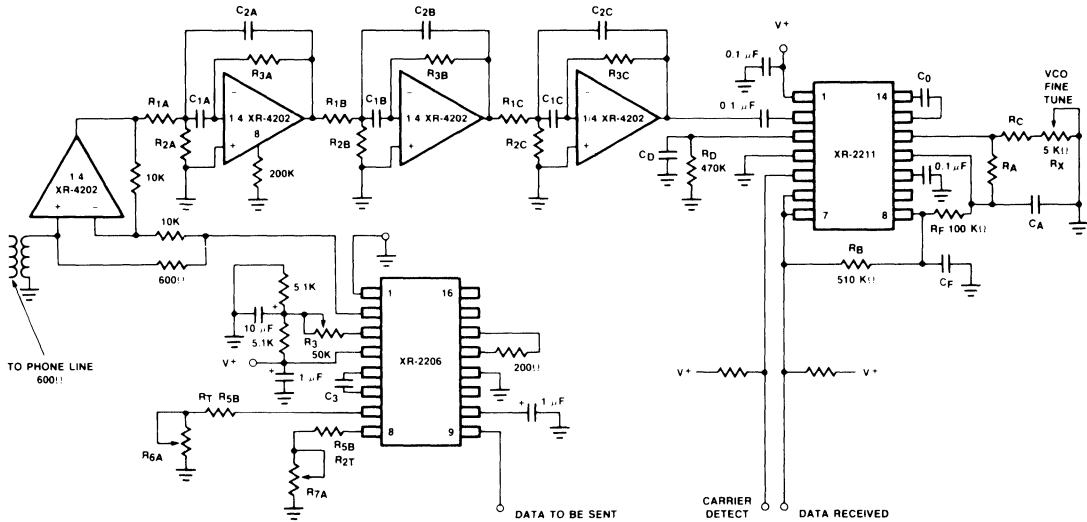 C2A
C2B
C2C
R3A
R3B
R3C
R1A
C1A
R1B
C1B
R1C
C1C
R2A
R2B
R2C
1 4 XR-4202
8
200K
1 4 XR-4202
1/4 XR-4202
1 4
XR-4202
10K
10K
600Ω
TO PHONE LINE
600Ω
V+
0.1 μF
0.1 μF
CD
RD
470K
1
14
XR-2211
7
8
C0
RC
VCO
FINE
TUNE
5 KΩ
RX
RA
0.1 μF
CA
RF 100 KΩ
RB
510 KΩ
CF
V+
V+
CARRIER
DETECT
DATA RECEIVED
5.1K
10 μF
5.1K
R3
50K
V+
1 μF
C3
1
16
XR-2206
8
9
200Ω
1 μF
RT R5B
R6A
R5B
R2T
R7A
DATA TO BE SENT